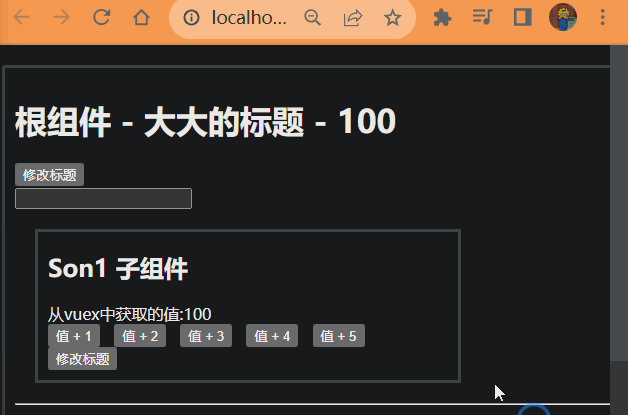 localho...
根组件 - 大大的标题 - 100
修改标题
Son1 子组件
从vuex中获取的值:100
值 + 1 值 + 2 值 + 3 值 + 4 值 + 5
修改标题